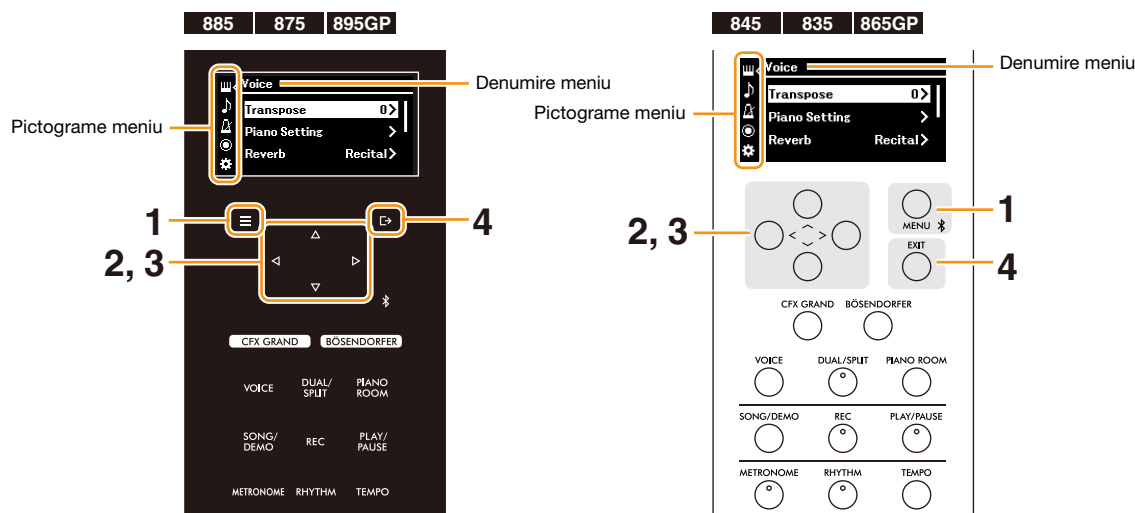 885 875 895GP
Voice
Denumire meniu
Transpose 0
Piano Setting
Reverb Recital
Pictograme meniu
1
4
2, 3
CFX GRAND BÖSENDORFER
VOICE DUAL/SPLIT PIANO ROOM
SONG/DEMO REC PLAY/PAUSE
METRONOME RHYTHM TEMPO
845 835 865GP
Voice
Denumire meniu
Transpose 0
Piano Setting
Reverb Recital
Pictograme meniu
1
MENU
2, 3
EXIT
4
CFX GRAND BÖSENDORFER
VOICE DUAL/SPLIT PIANO ROOM
SONG/DEMO REC PLAY/PAUSE
METRONOME RHYTHM TEMPO